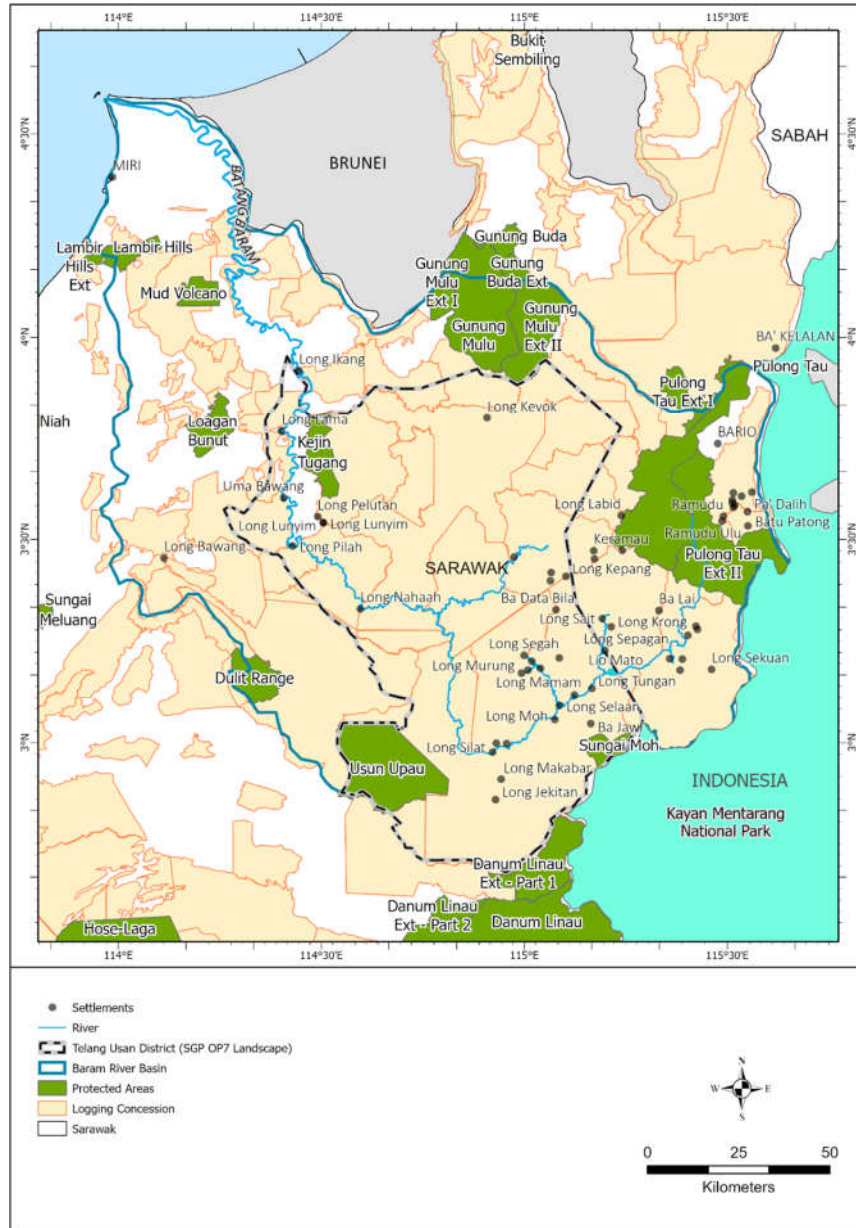 114°E
114°30'E
115°0'E
115°30'E
Bukit
Sembiling
4°30'N
4°30'N
SABAH
MIRI
BRUNEI
BATANG BARAM
Lambir
Hills
Ext
Lambir Hills
Gunung Buda
Gunung
Mulu
Ext I
Gunung
Buda Ext
Mud Volcano
Gunung
Mulu
Gunung
Mulu
Ext II
4°N
4°N
BA' KELALAN
Long Ikang
Pulong Tau
Pulong
Tau Ext I
Niah
Loagan
Bunut
Long Lama
Kejin
Tugang
Long Kevok
BARIO
Uma Bawang
Long Pelutan
Long Lunyim
Long Lunyim
Long Labid
Ramudu
Pa' Dalih
Ramudu Ulu
Batu Patong
3°30'N
3°30'N
Long Bawang
Long Pilah
SARAWAK
Keramau
Pulong Tau
Ext II
Long Kepang
Sungai
Meluang
Long Nahaah
Ba Data Bila
Ba Lai
Long Sait
Long Krong
Long Segah
Long Sepagan
Dulit Range
Long Murung
Lio Mato
Long Sekuan
Long Mamam
Long Tungan
Long Moh
Long Selaan
Ba Jawi
3°N
3°N
Long Silat
Sungai Moh
Usun Upau
Long Makabar
INDONESIA
Long Jekitan
Kayan Mentarang
National Park
Danum Linau
Ext - Part 1
Danum Linau
Ext - Part 2
Danum Linau
Hose-Laga
114°E
114°30'E
115°0'E
115°30'E
Settlements
River
Telang Usan District (SGP OP7 Landscape)
Baram River Basin
Protected Areas
Logging Concession
Sarawak
N
W
E
S
0
25
50
Kilometers